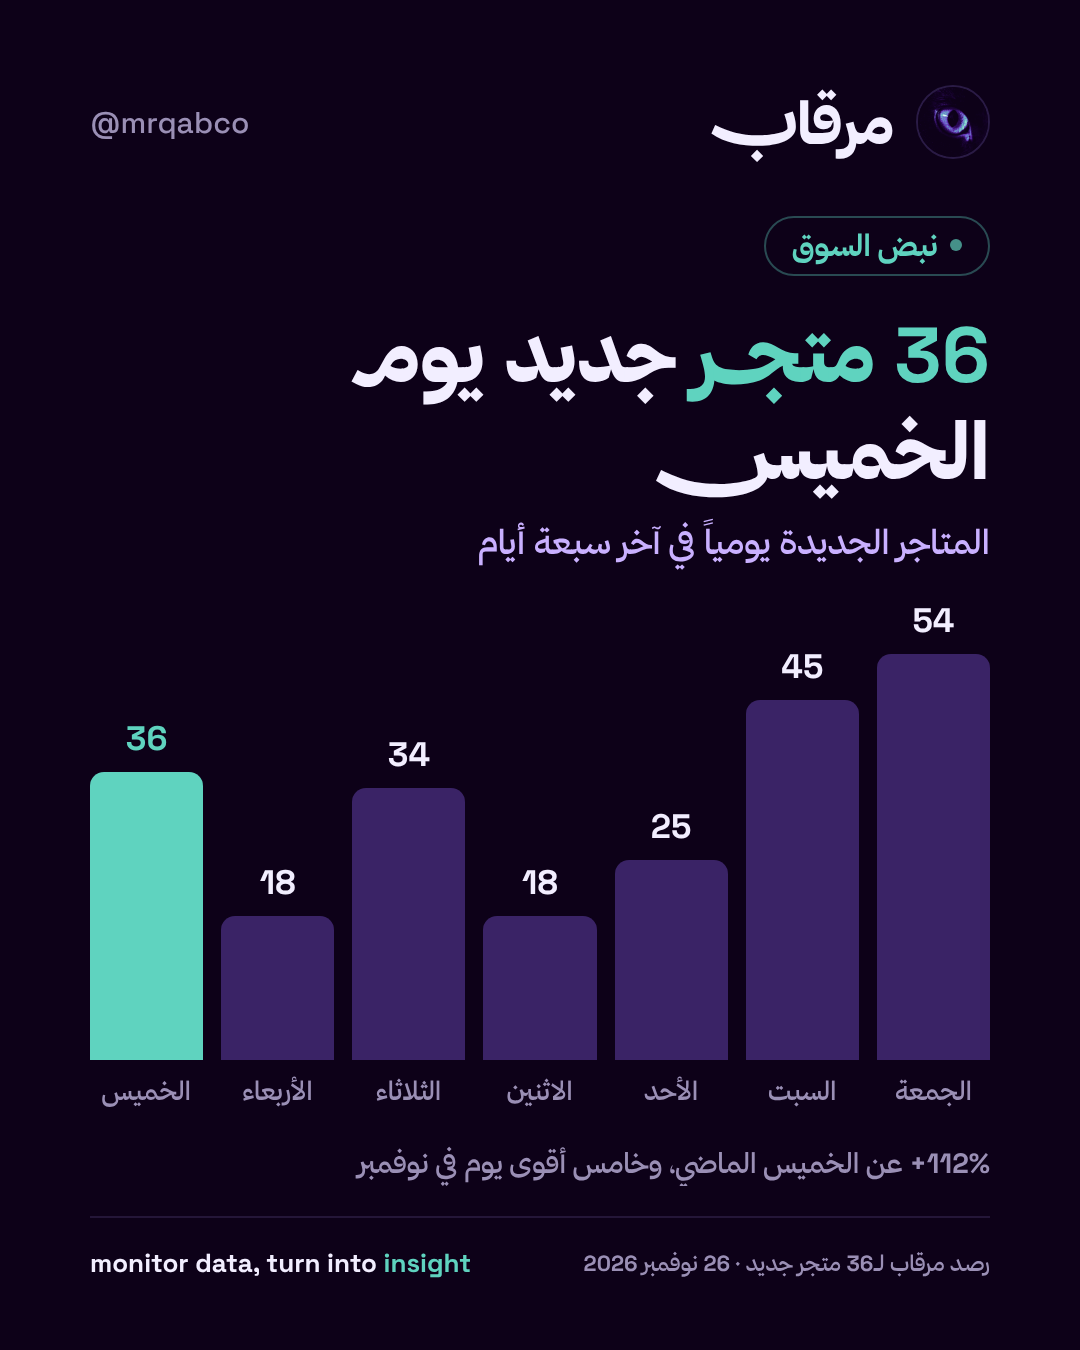 مرقاب
@mrqabco
نبض السوق
36 متجر جديد يوم
الخميس
المتاجر الجديدة يومياً في آخر سبعة أيام
54
45
25
18
34
18
36
الجمعة
السبت
الأحد
الاثنين
الثلاثاء
الأربعاء
الخميس
+112% عن الخميس الماضي، وخامس أقوى يوم في نوفمبر
رصد مرقاب لـ36 متجر جديد · 26 نوفمبر 2026
monitor data, turn into insight